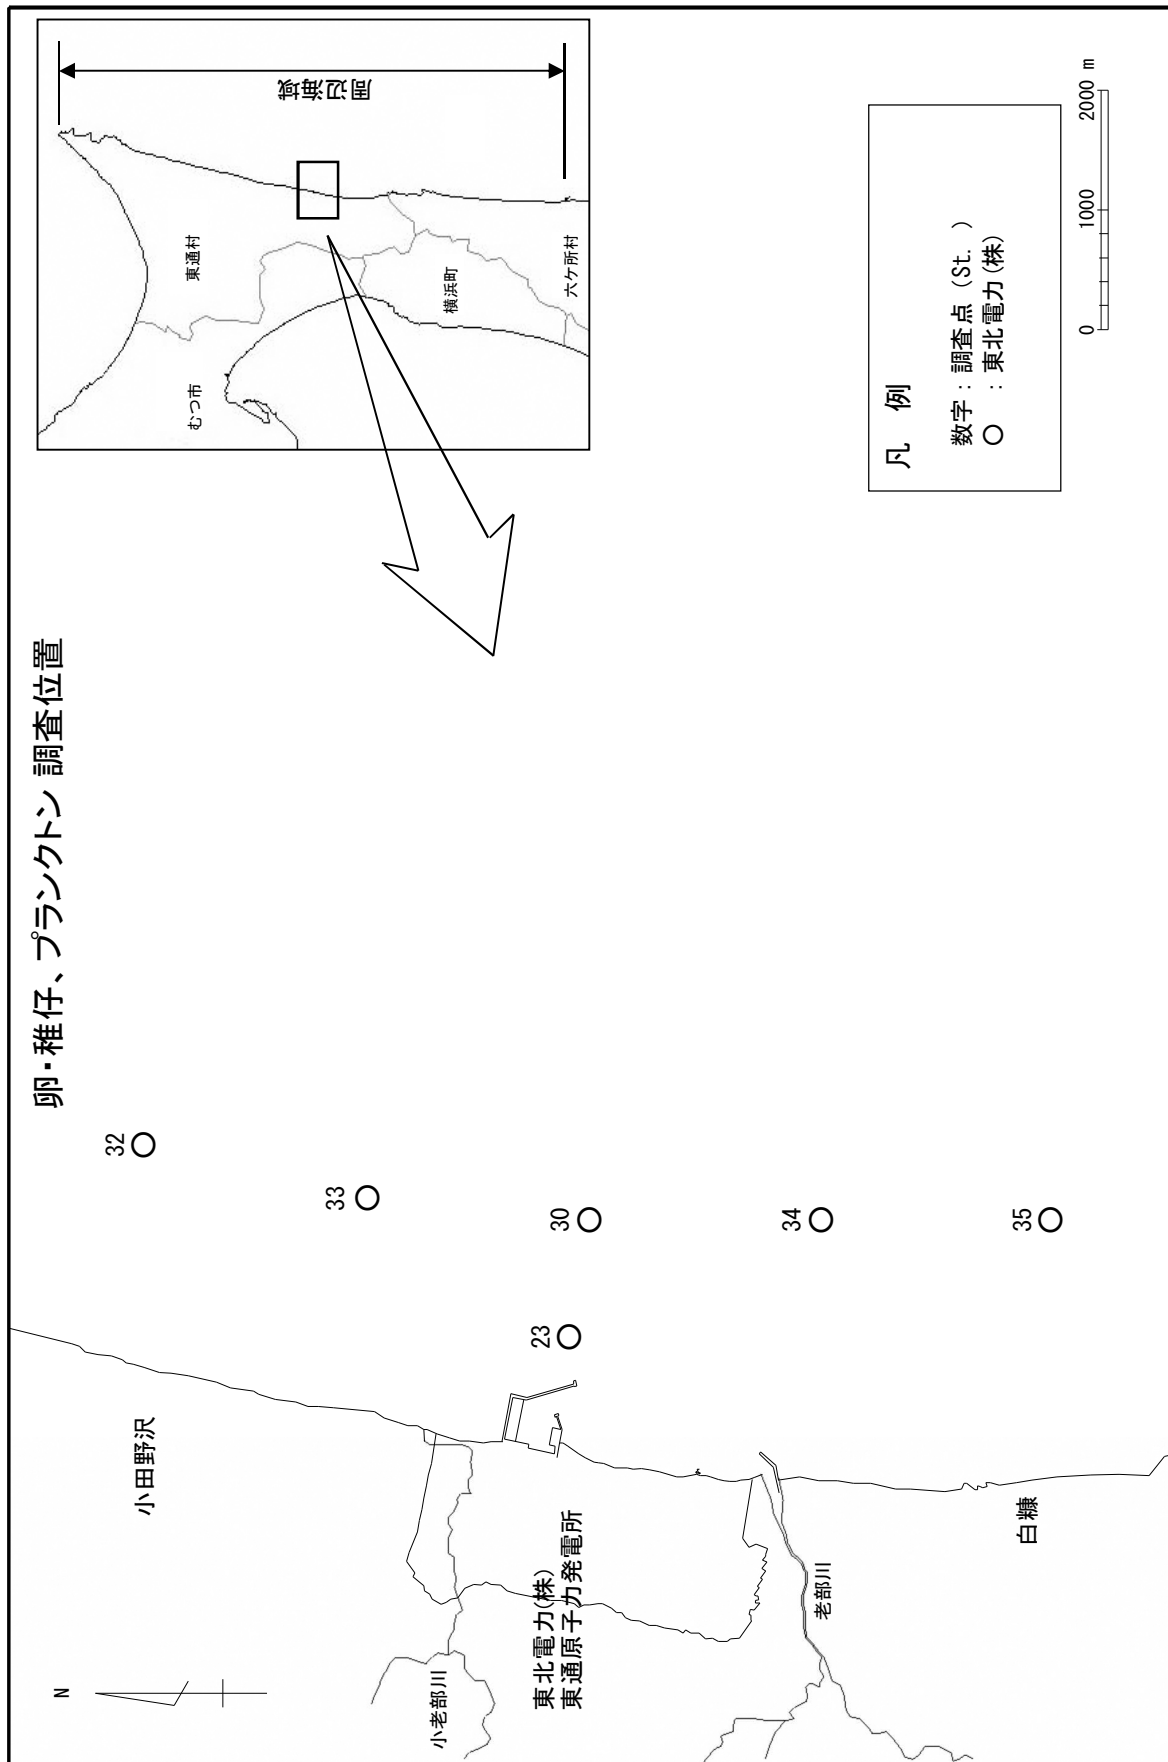 卵・稚仔、プランクトン 調査位置
N
小田野沢
小老部川
東北電力(株)
東通原子力発電所
老部川
白糠
32
33
30
23
34
35
むつ市
東通村
横浜町
六ケ所村
周辺海域
凡 例
数字 : 調査点 (St. )
○ : 東北電力(株)
0 1000 2000 m